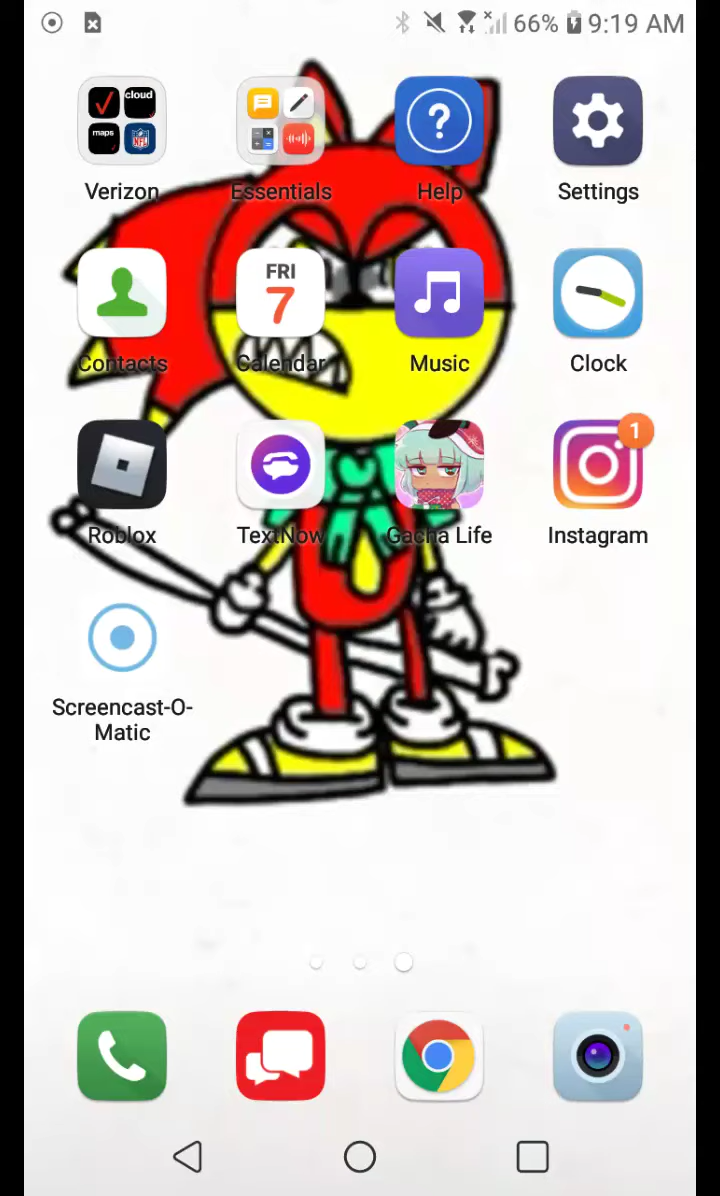 66% 9:19 AM
cloud
maps
NFL
Verizon
Essentials
Help
Settings
FRI
7
Contacts
Calendar
Music
Clock
1
Roblox
TextNow
Gacha Life
Instagram
Screencast-O-
Matic